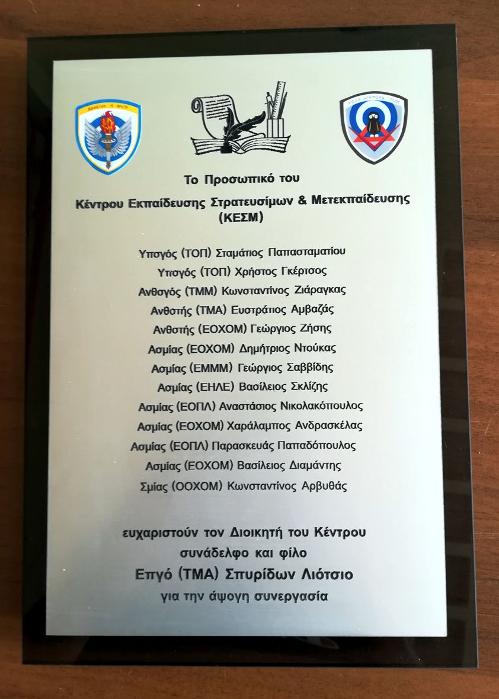 Το Προσωπικό του
Κέντρου Εκπαίδευσης Στρατευσίμων & Μετεκπαίδευσης
(ΚΕΣΜ)
Υπσγός (ΤΟΠ) Σταμάτιος Παπασταματίου
Υπσγός (ΤΟΠ) Χρήστος Γκέρτσος
Ανθσγός (ΤΜΜ) Κωνσταντίνος Ζιάραγκας
Ανθστής (ΤΜΑ) Ευστράτιος Αμβαζάς
Ανθστής (ΕΟΧΟΜ) Γεώργιος Ζήσης
Ασμίας (ΕΟΧΟΜ) Δημήτριος Ντούκας
Ασμίας (ΕΜΜΜ) Γεώργιος Σαββίδης
Ασμίας (ΕΗΛΕ) Βασίλειος Σκλίζης
Ασμίας (ΕΟΠΛ) Αναστάσιος Νικολακόπουλος
Ασμίας (ΕΟΧΟΜ) Χαράλαμπος Ανδρασκέλας
Ασμίας (ΕΟΠΛ) Παρασκευάς Παπαδόπουλος
Ασμίας (ΕΟΧΟΜ) Βασίλειος Διαμάντης
Σμίας (ΟΟΧΟΜ) Κωνσταντίνος Αρβυθάς
ευχαριστούν τον Διοικητή του Κέντρου
συνάδελφο και φίλο
Επγό (ΤΜΑ) Σπυρίδων Λιότσιο
για την άψογη συνεργασία